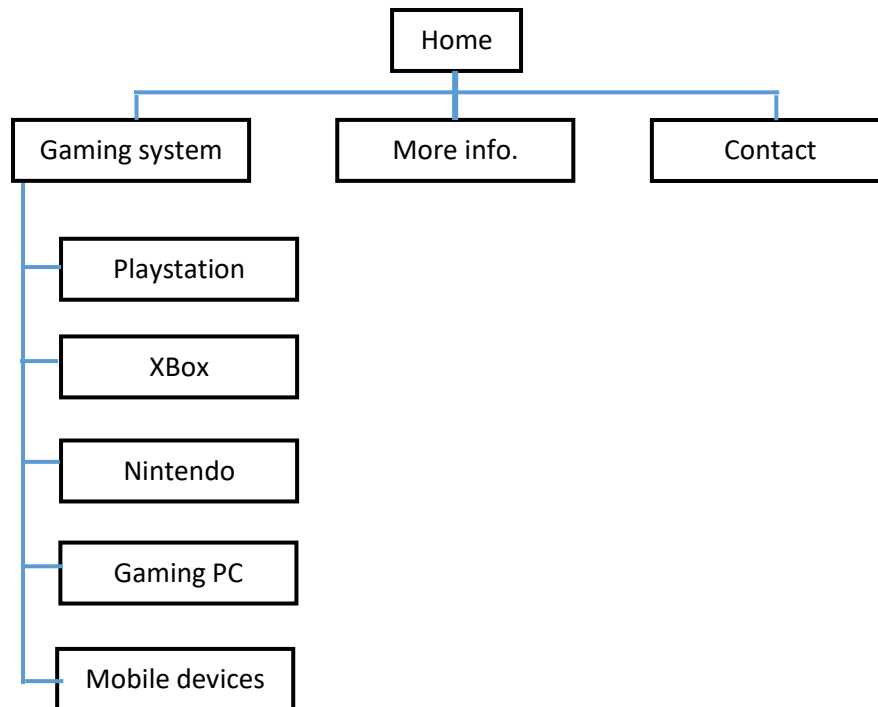 Home
Gaming system
More info.
Contact
Playstation
XBox
Nintendo
Gaming PC
Mobile devices